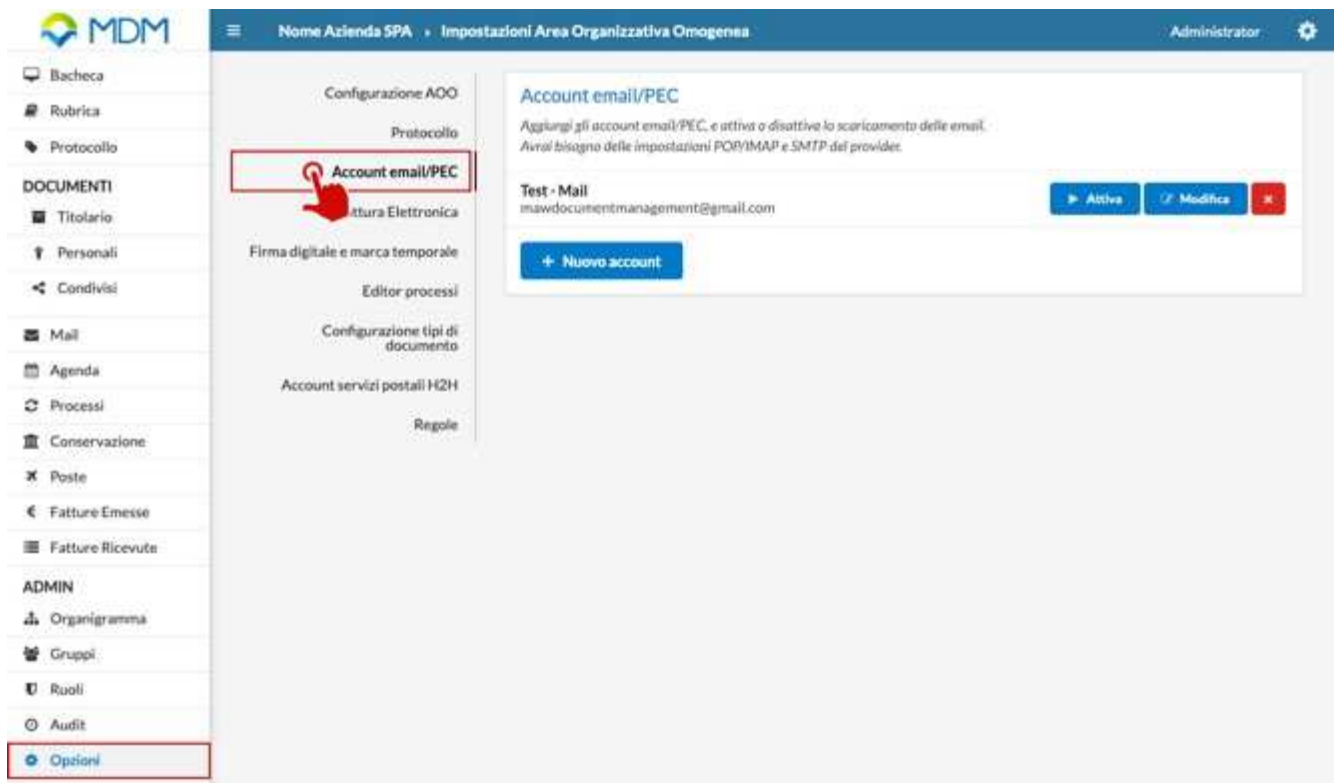 MDM
Nome Azienda SPA › Impostazioni Area Organizzativa Omogenea
Administrator
Bacheca
Rubrica
Protocollo
DOCUMENTI
Titolario
Personali
Condivisi
Mail
Agenda
Processi
Conservazione
Poste
Fatture Emesse
Fatture Ricevute
ADMIN
Organigramma
Gruppi
Ruoli
Audit
Opzioni
Configurazione AOO
Protocollo
Account email/PEC
ttura Elettronica
Firma digitale e marca temporale
Editor processi
Configurazione tipi di
documento
Account servizi postali H2H
Regole
Account email/PEC
Aggiungi gli account email/PEC, e attiva o disattiva lo scaricamento delle email.
Avrai bisogno delle impostazioni POP/IMAP e SMTP del provider.
Test - Mail
mawdocumentmanagement@gmail.com
Attiva
Modifica
+ Nuovo account